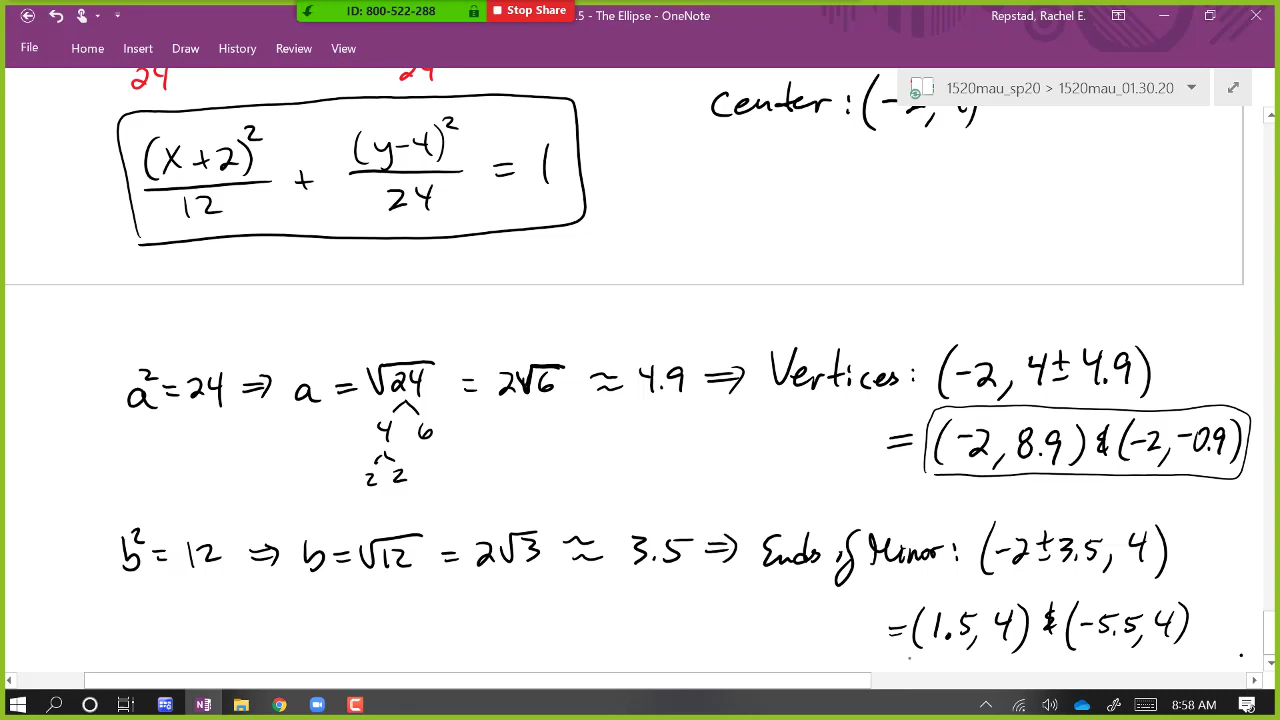 ID: 800-522-288 Stop Share
.5 - The Ellipse - OneNote
Repstad, Rachel E.
File Home Insert Draw History Review View
1520mau_sp20 > 1520mau_01.30.20
24 24
center : (-2, 
(x+2)²/12 + (y-4)²/24 = 1
a² = 24 ⇒ a = √24 = 2√6 ≈ 4.9 ⇒ Vertices : (-2, 4 ± 4.9)
4 6
= (-2, 8.9) & (-2, -0.9)
2 2
b² = 12 ⇒ b = √12 = 2√3 ≈ 3.5 ⇒ Ends of Minor : (-2 ± 3.5, 4)
= (1.5, 4) & (-5.5, 4)
8:58 AM